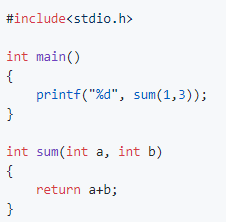 #include<stdio.h>

int main()
{
    printf("%d", sum(1,3));
}

int sum(int a, int b)
{
    return a+b;
}